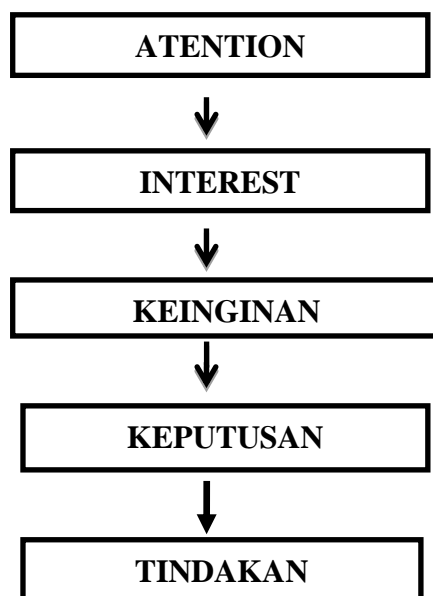 ATENTION
INTEREST
KEINGINAN
KEPUTUSAN
TINDAKAN